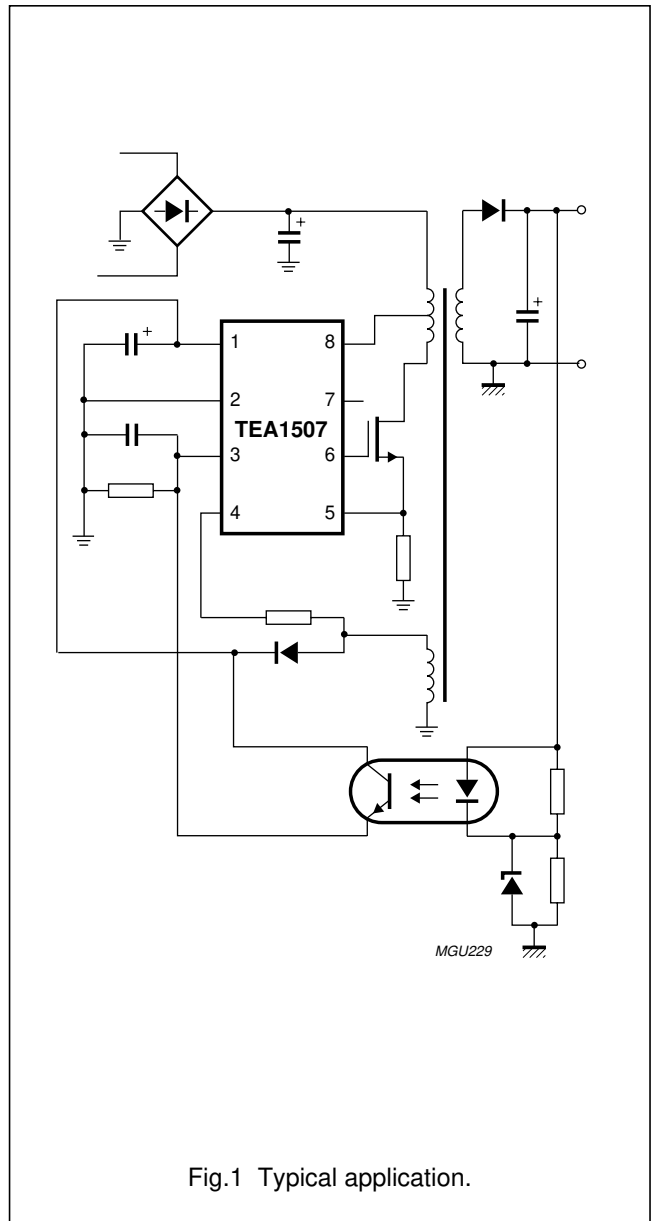 +
+
+
1 8
2 7
TEA1507
3 6
4 5
MGU229
Fig.1 Typical application.